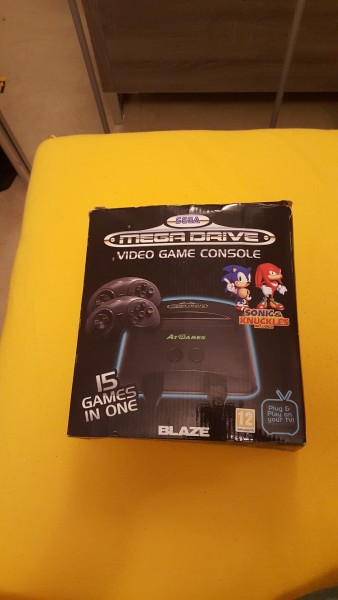 SEGA
MEGA DRIVE
VIDEO GAME CONSOLE
SONIC &
KNUCKLES
ATGAMES
15
GAMES
IN ONE
BLAZE
12
Plug &
Play on
your TV!